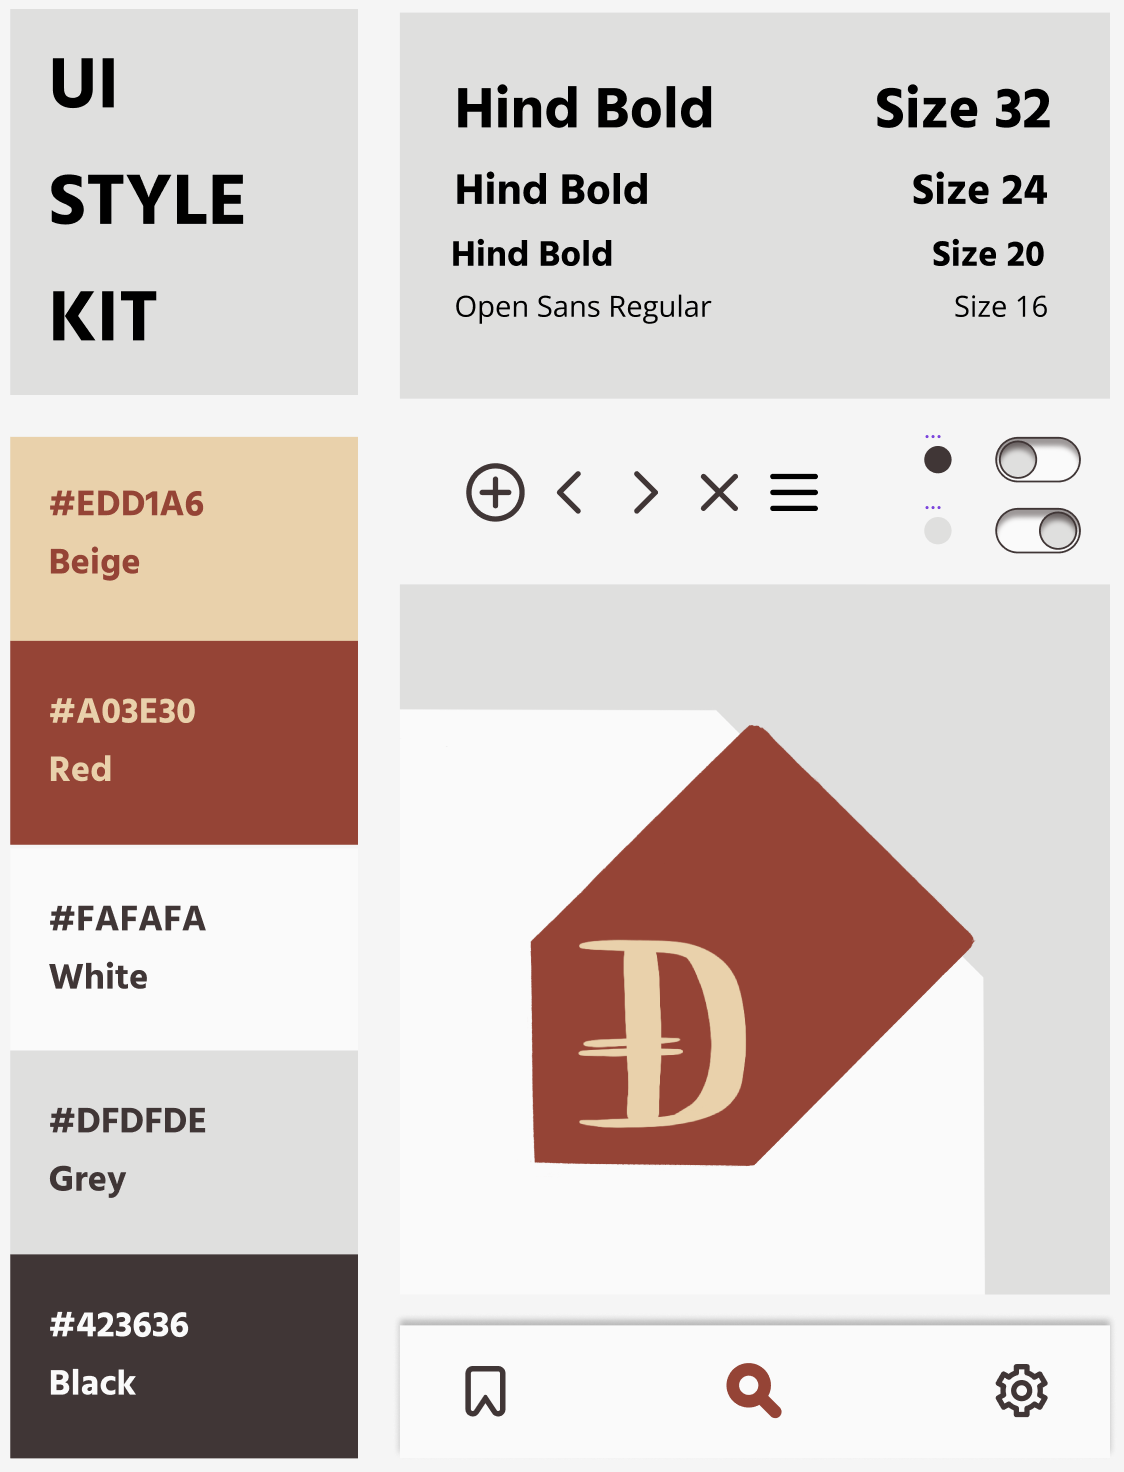 UI
STYLE
KIT
Hind Bold Size 32
Hind Bold Size 24
Hind Bold Size 20
Open Sans Regular Size 16
#EDD1A6
Beige
#A03E30
Red
#FAFAFA
White
#DFDFDE
Grey
#423636
Black
D